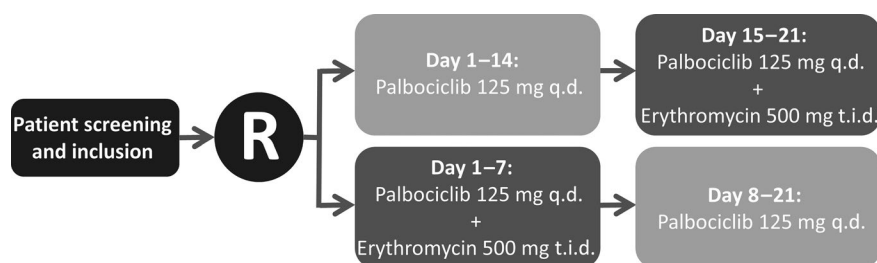 Patient screening
and inclusion
R
Day 1–14:
Palbociclib 125 mg q.d.
Day 15–21:
Palbociclib 125 mg q.d.
+
Erythromycin 500 mg t.i.d.
Day 1–7:
Palbociclib 125 mg q.d.
+
Erythromycin 500 mg t.i.d.
Day 8–21:
Palbociclib 125 mg q.d.